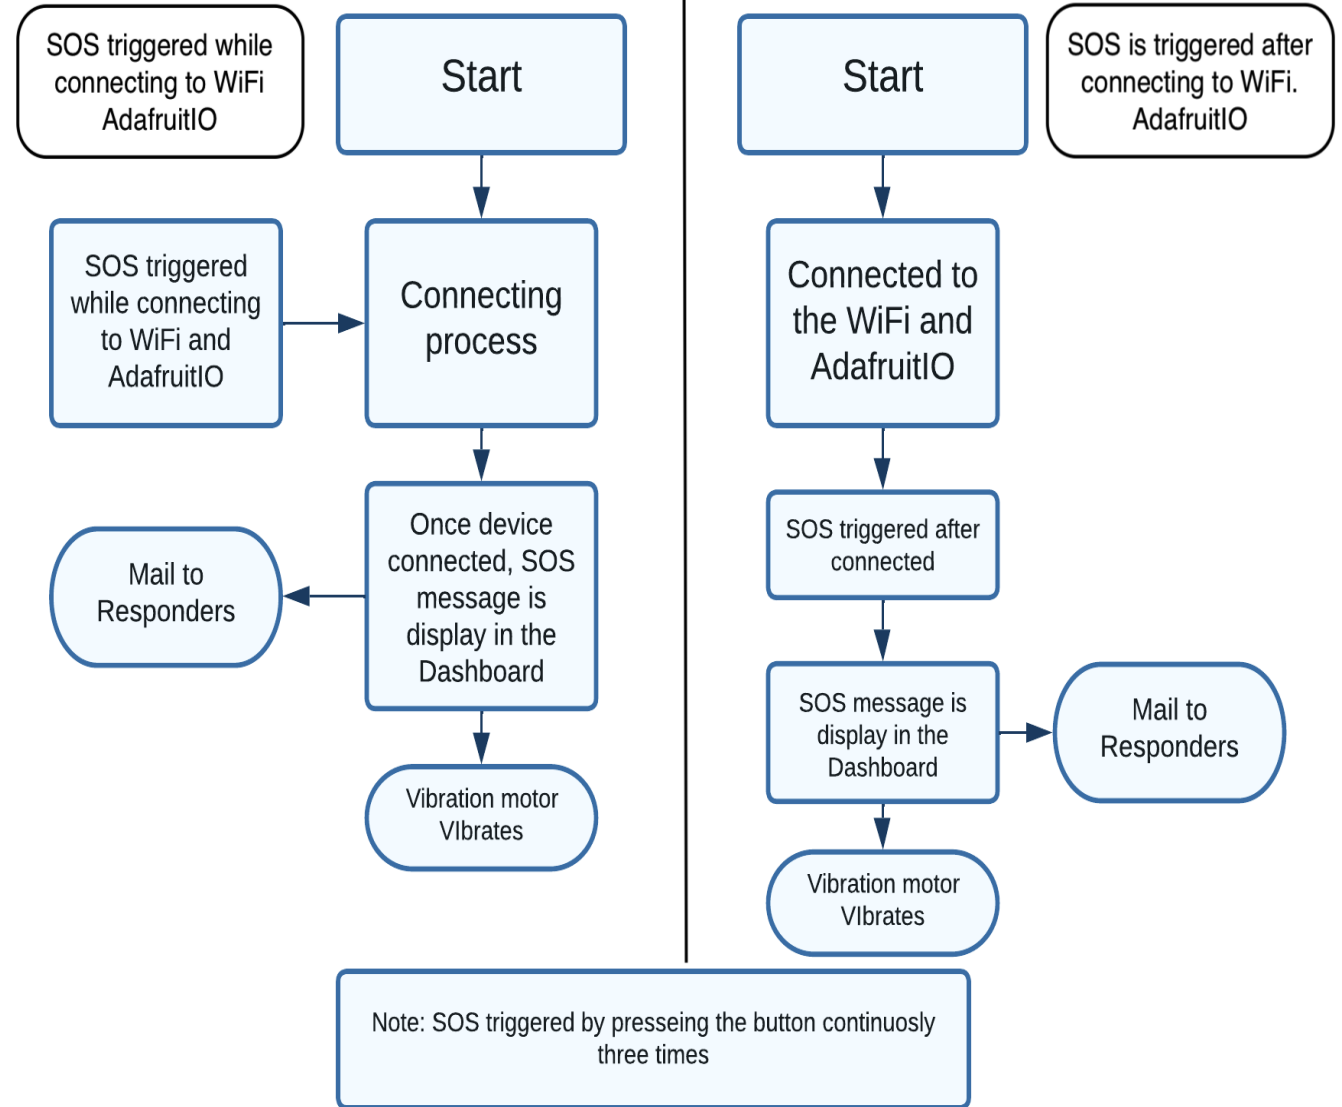 SOS triggered while
connecting to WiFi
AdafruitIO
Start
SOS triggered
while connecting
to WiFi and
AdafruitIO
Connecting
process
Once device
connected, SOS
message is
display in the
Dashboard
Mail to
Responders
Vibration motor
VIbrates
Start
SOS is triggered after
connecting to WiFi.
AdafruitIO
Connected to
the WiFi and
AdafruitIO
SOS triggered after
connected
SOS message is
display in the
Dashboard
Mail to
Responders
Vibration motor
VIbrates
Note: SOS triggered by presseing the button continuosly
three times